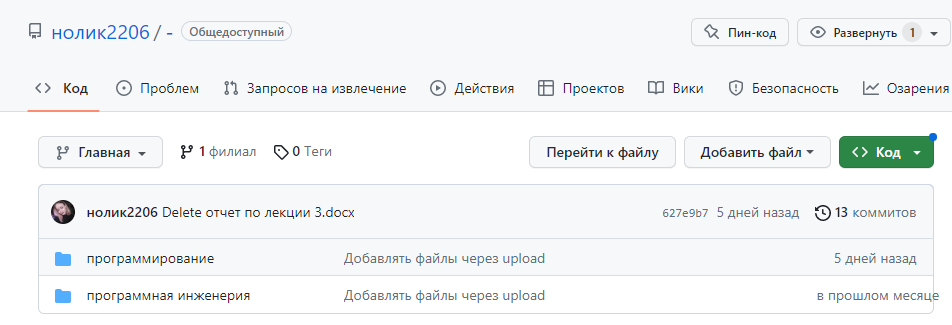 нолик2206 / - Общедоступный Пин-код Развернуть 1
Код Проблем Запросов на извлечение Действия Проектов Вики Безопасность Озарения
Главная 1 филиал 0 Теги Перейти к файлу Добавить файл Код
нолик2206 Delete отчет по лекции 3.docx 627e9b7 5 дней назад 13 коммитов
программирование Добавлять файлы через upload 5 дней назад
программная инженерия Добавлять файлы через upload в прошлом месяце